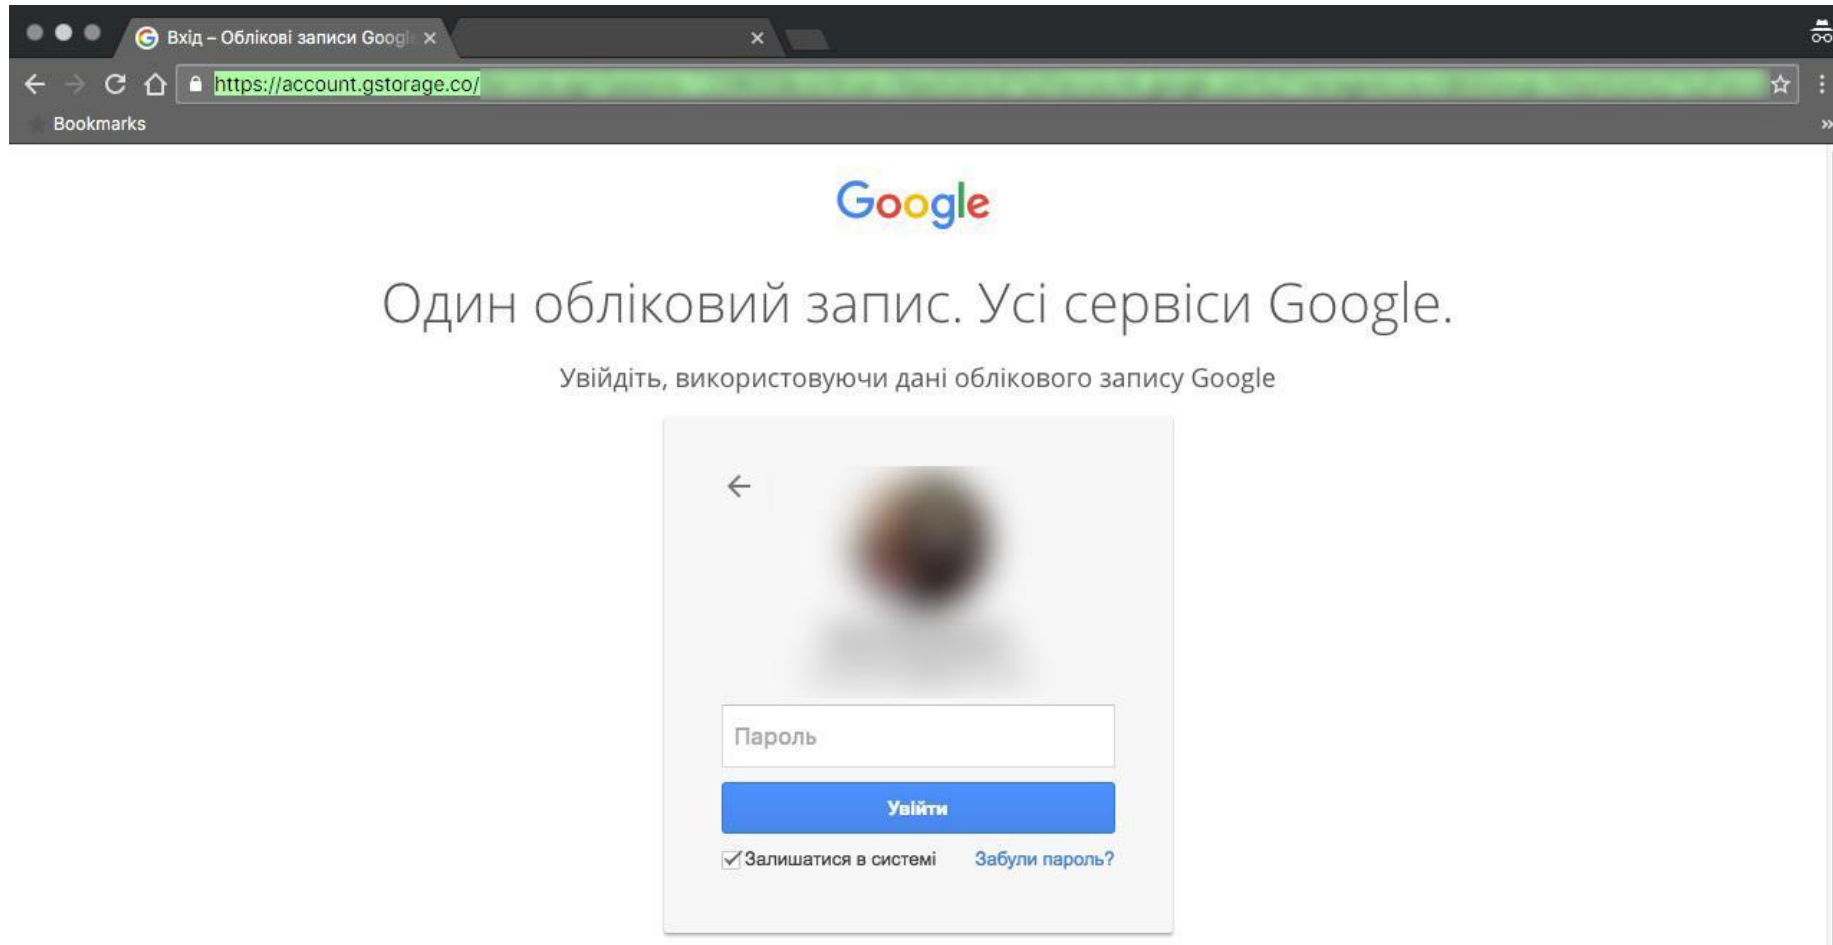 Вхід – Облікові записи Googl
https://account.gstorage.co/
Bookmarks
Google
Один обліковий запис. Усі сервіси Google.
Увійдіть, використовуючи дані облікового запису Google
Пароль
Увійти
Залишатися в системі
Забули пароль?